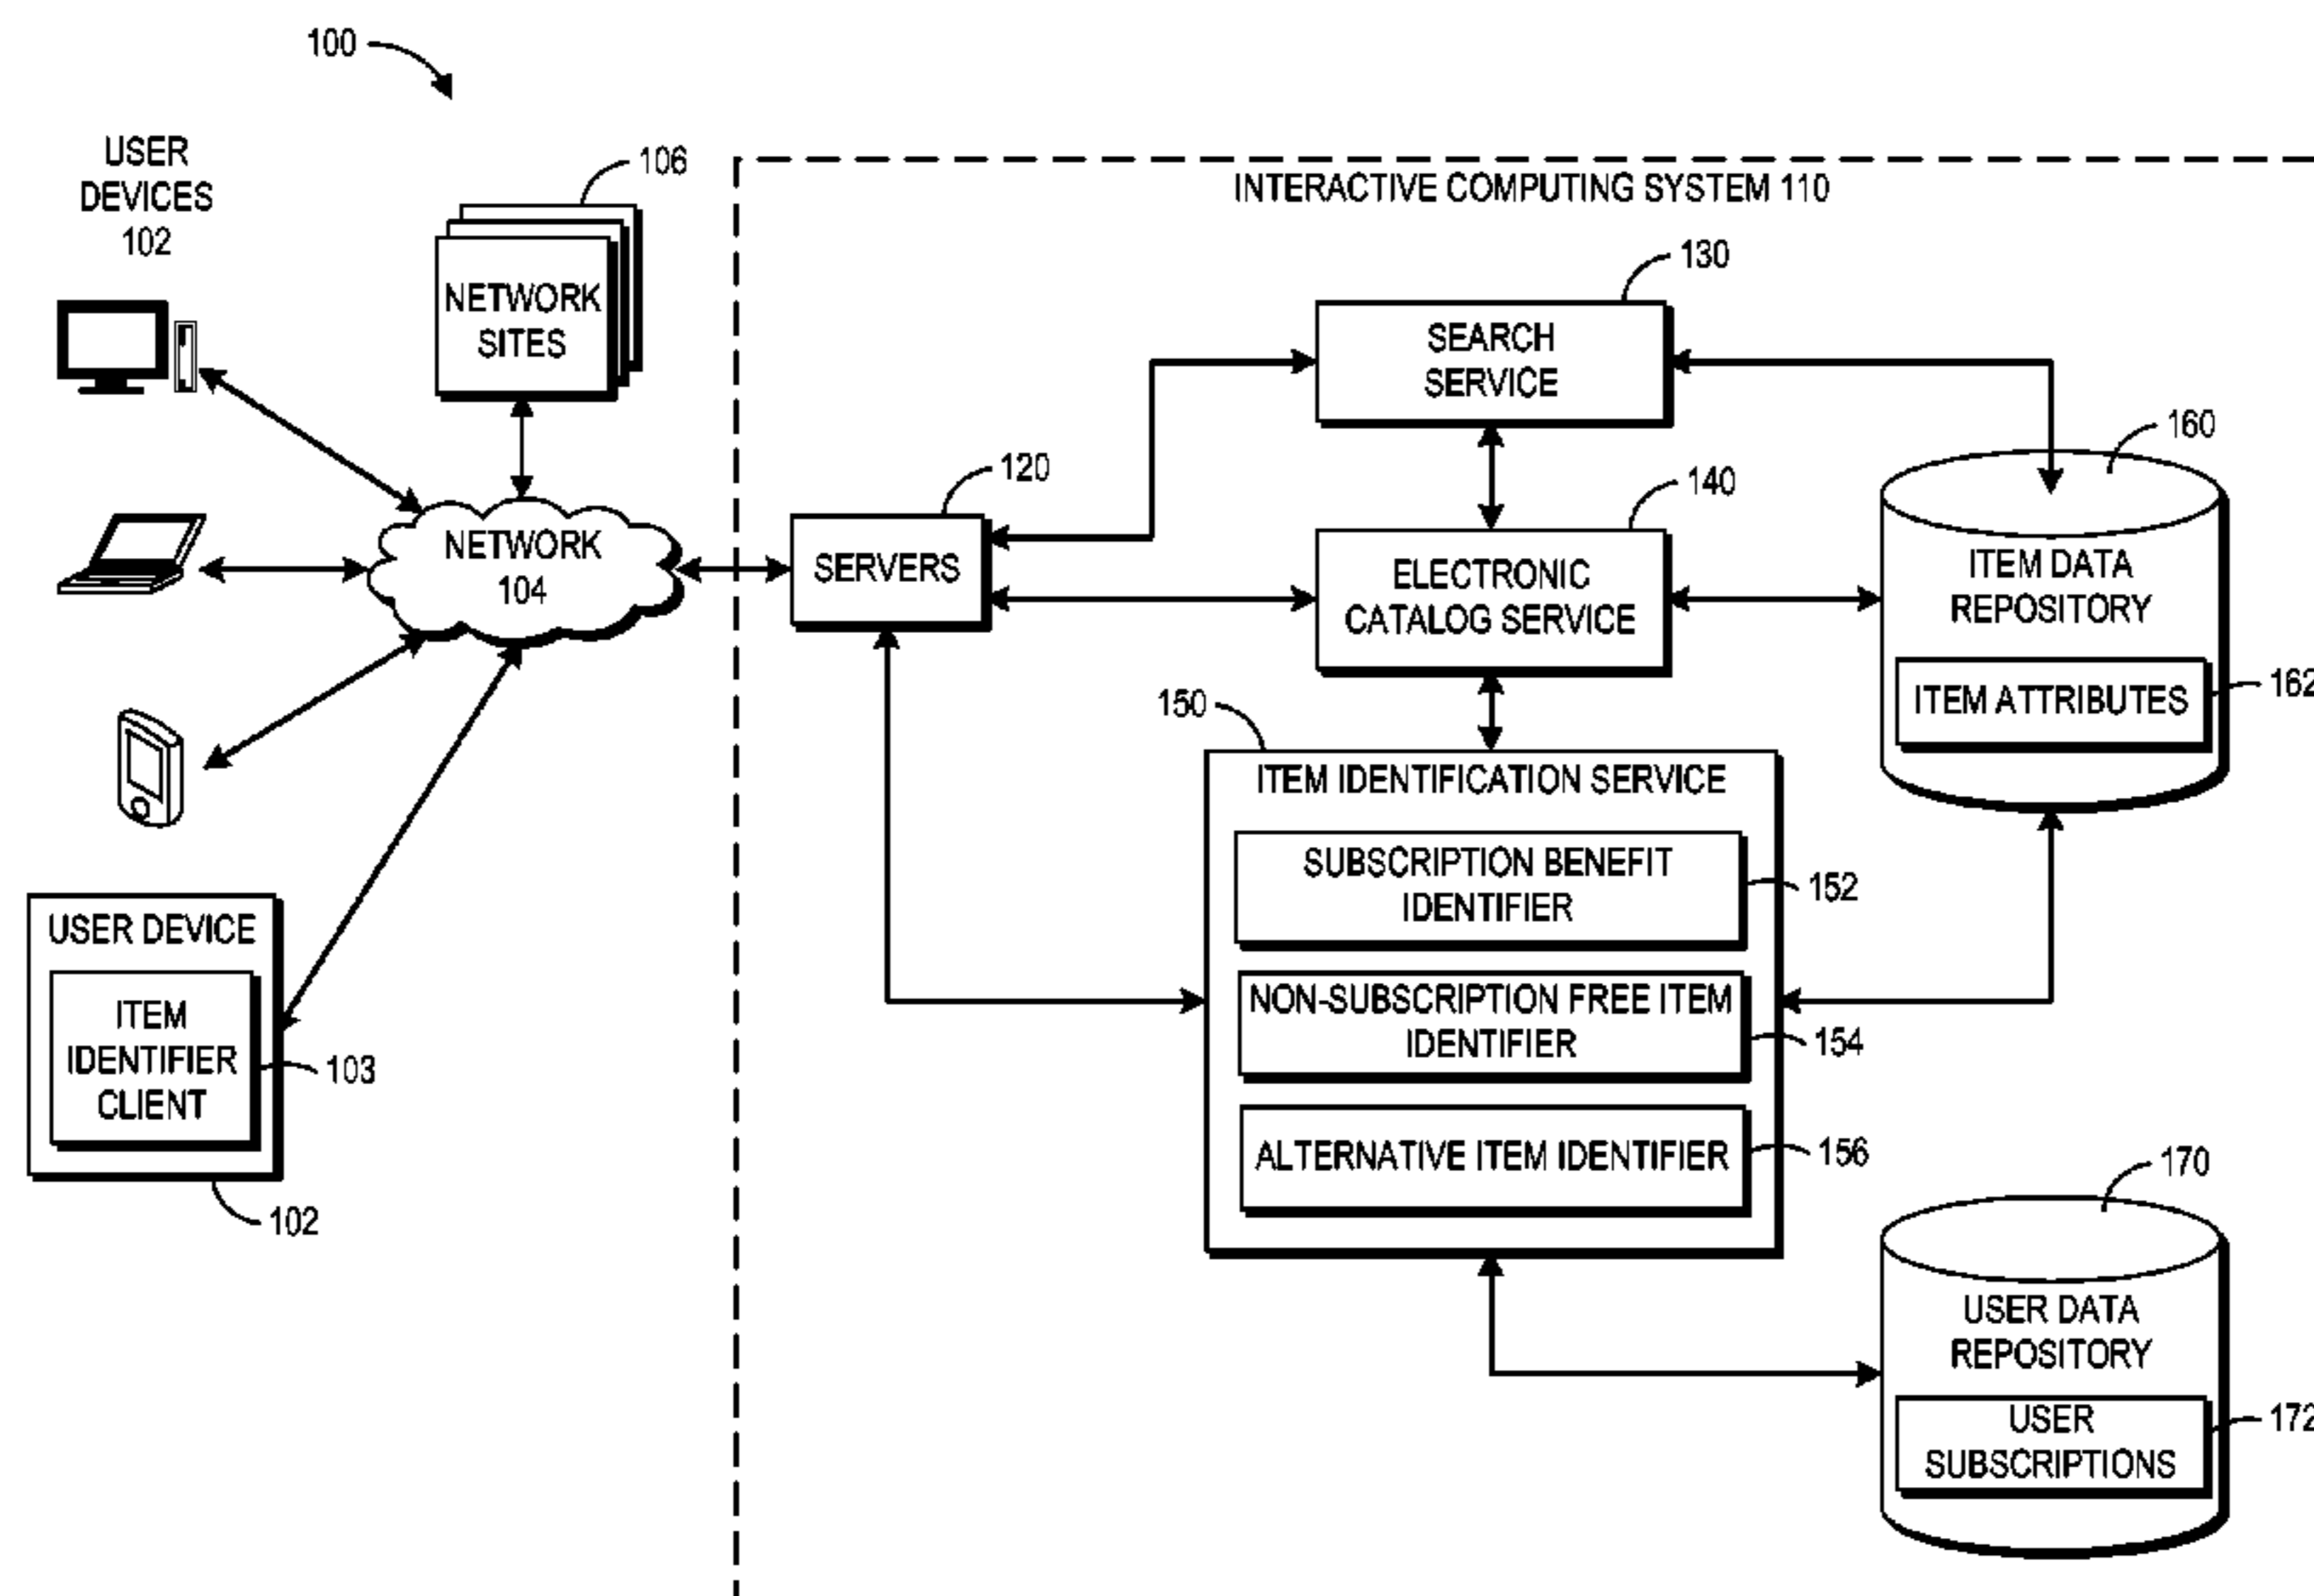 100
USER
DEVICES
102
106
NETWORK
SITES
NETWORK
104
USER DEVICE
ITEM
IDENTIFIER
CLIENT
103
102
INTERACTIVE COMPUTING SYSTEM 110
120
SERVERS
130
SEARCH
SERVICE
140
ELECTRONIC
CATALOG SERVICE
150
ITEM IDENTIFICATION SERVICE
SUBSCRIPTION BENEFIT
IDENTIFIER
152
NON-SUBSCRIPTION FREE ITEM
IDENTIFIER
154
ALTERNATIVE ITEM IDENTIFIER
156
160
ITEM DATA
REPOSITORY
ITEM ATTRIBUTES
162
170
USER DATA
REPOSITORY
USER
SUBSCRIPTIONS
172